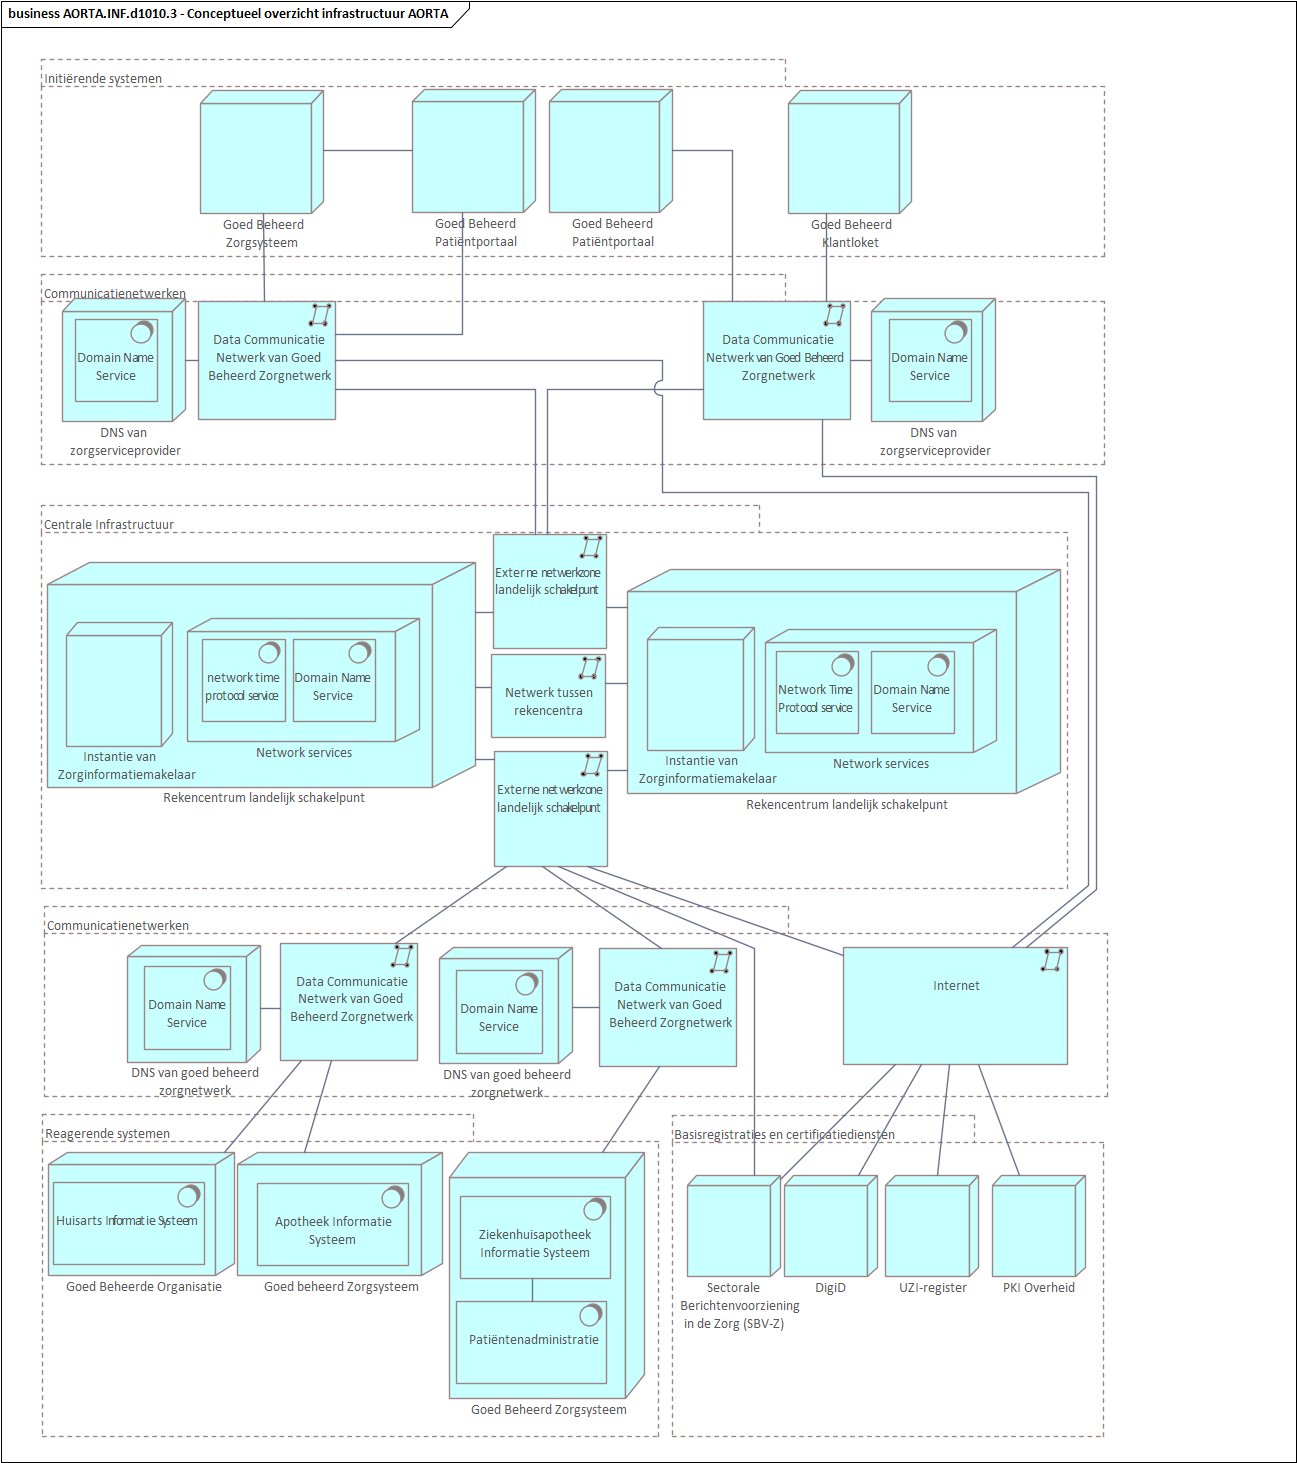 business AORTA.INF.d1010.3 - Conceptueel overzicht infrastructuur AORTA
Initiërende systemen
Goed Beheerd
Zorgsysteem
Goed Beheerd
Patiëntportaal
Goed Beheerd
Patiëntportaal
Goed Beheerd
Klantloket
Communicatienetwerken
Domain Name
Service
DNS van
zorgserviceprovider
Data Communicatie
Netwerk van Goed
Beheerd Zorgnetwerk
Data Communicatie
Netwerk van Goed Beheerd
Zorgnetwerk
Domain Name
Service
DNS van
zorgserviceprovider
Centrale Infrastructuur
Externe netwerkzone
landelijk schakelpunt
Netwerk tussen
rekencentra
Externe netwerkzone
landelijk schakelpunt
network time
protocol service
Domain Name
Service
Network services
Instantie van
Zorginformatiemakelaar
Rekencentrum landelijk schakelpunt
Network Time
Protocol service
Domain Name
Service
Network services
Instantie van
Zorginformatiemakelaar
Rekencentrum landelijk schakelpunt
Communicatienetwerken
Domain Name
Service
DNS van goed beheerd
zorgnetwerk
Data Communicatie
Netwerk van Goed
Beheerd Zorgnetwerk
Domain Name
Service
DNS van goed beheerd
zorgnetwerk
Data Communicatie
Netwerk van Goed
Beheerd Zorgnetwerk
Internet
Reagerende systemen
Huisarts Informatie Systeem
Goed Beheerde Organisatie
Apotheek Informatie
Systeem
Goed beheerd Zorgsysteem
Ziekenhuisapotheek
Informatie Systeem
Patiëntenadministratie
Goed Beheerd Zorgsysteem
Basisregistraties en certificatiediensten
Sectorale
Berichtenvoorziening
in de Zorg (SBV-Z)
DigiD
UZI-register
PKI Overheid